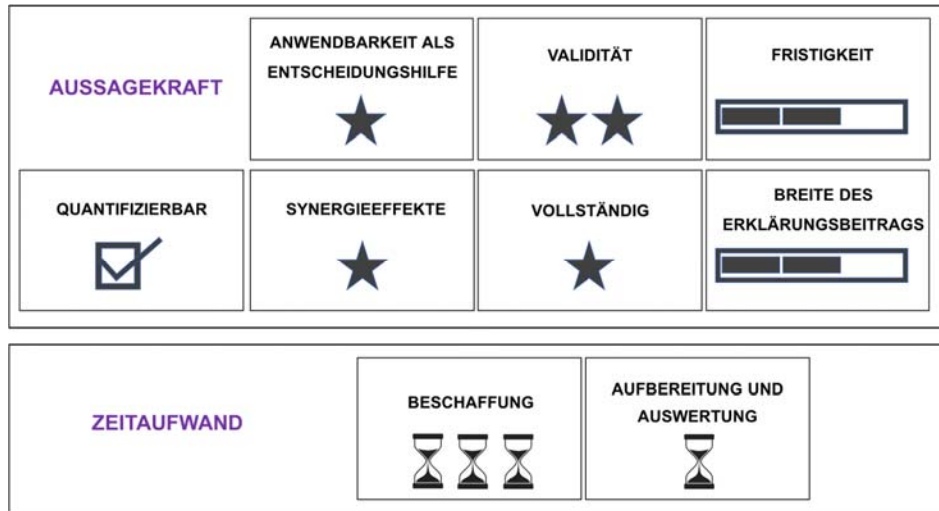 AUSSAGEKRAFT
ANWENDBARKEIT ALS
ENTSCHEIDUNGSHILFE
VALIDITÄT
FRISTIGKEIT
QUANTIFIZIERBAR
SYNERGIEEFFEKTE
VOLLSTÄNDIG
BREITE DES
ERKLÄRUNGSBEITRAGS
ZEITAUFWAND
BESCHAFFUNG
AUFBEREITUNG UND
AUSWERTUNG